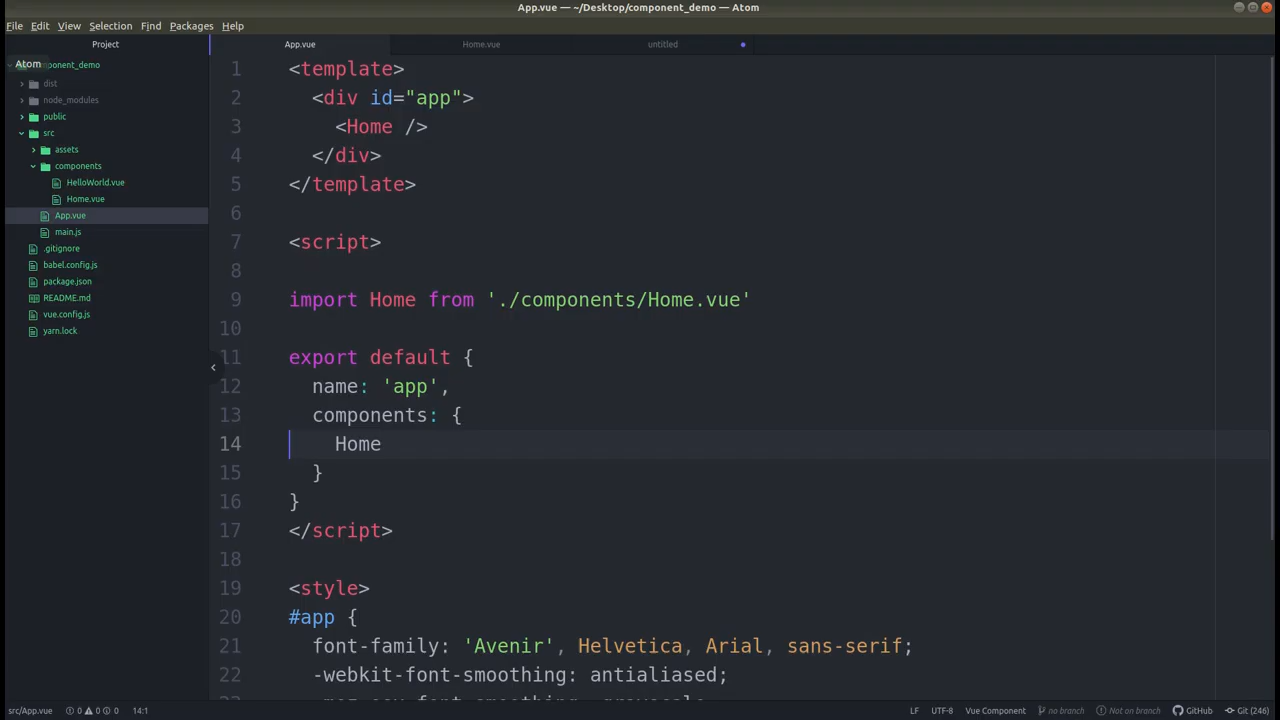 App.vue — ~/Desktop/component_demo — Atom
File Edit View Selection Find Packages Help
Project
App.vue
Home.vue
untitled
Atom
dist
node_modules
public
src
assets
components
HelloWorld.vue
Home.vue
App.vue
main.js
.gitignore
babel.config.js
package.json
README.md
vue.config.js
yarn.lock
1 <template>
2 <div id="app">
3 <Home />
4 </div>
5 </template>
6
7 <script>
8
9 import Home from './components/Home.vue'
10
11 export default {
12 name: 'app',
13 components: {
14 Home
15 }
16 }
17 </script>
18
19 <style>
20 #app {
21 font-family: 'Avenir', Helvetica, Arial, sans-serif;
22 -webkit-font-smoothing: antialiased;
src/App.vue 0 0 0 14:1 LF UTF-8 Vue Component no branch Not on branch GitHub Git (246)